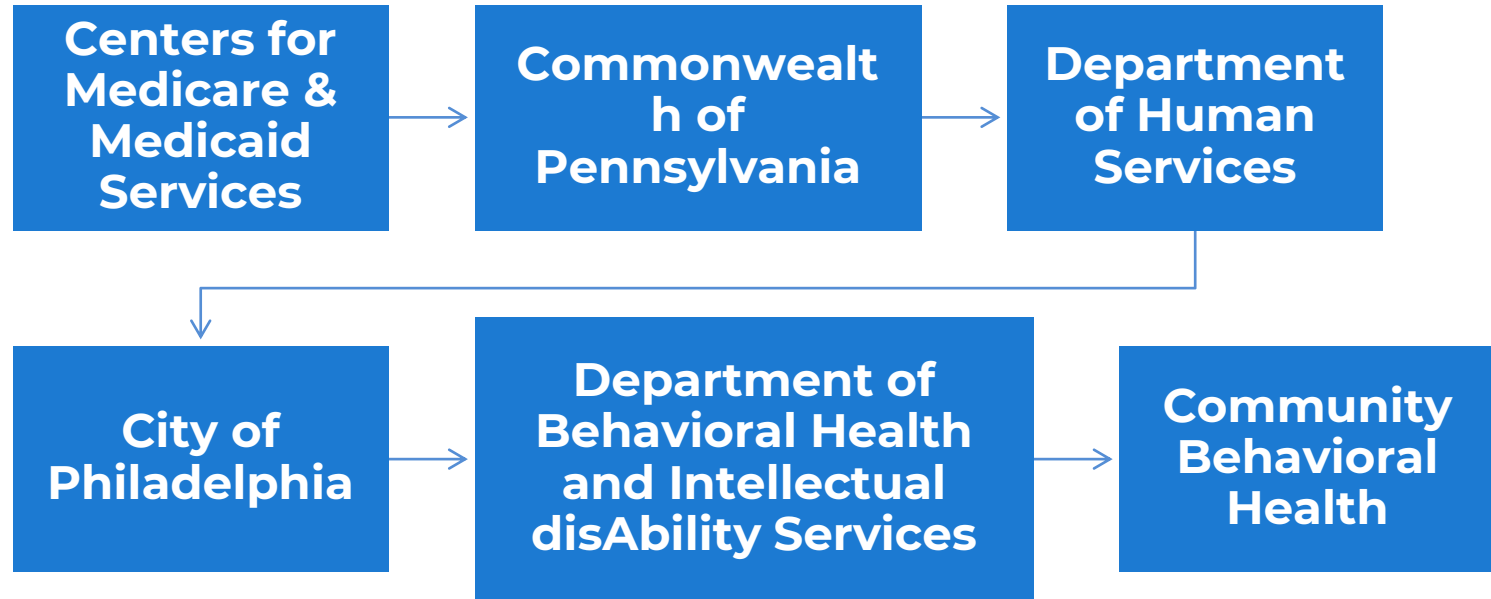 Centers for
Medicare &
Medicaid
Services
Commonwealt
h of
Pennsylvania
Department
of Human
Services
City of
Philadelphia
Department of
Behavioral Health
and Intellectual
disAbility Services
Community
Behavioral
Health